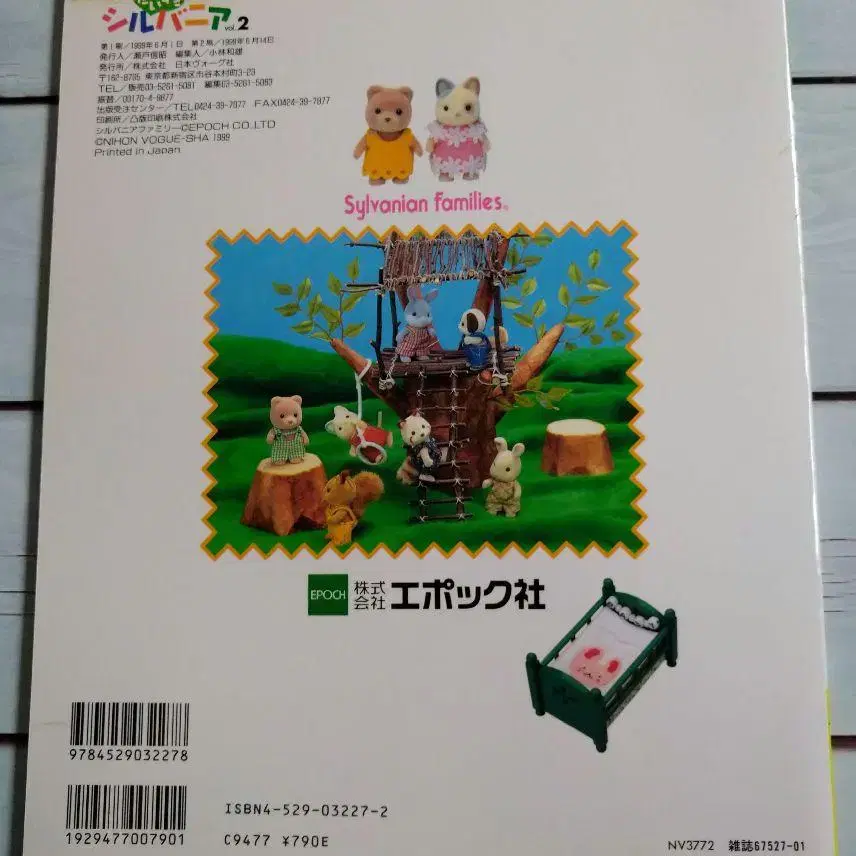 だいすき
シルバニア vol.2
第1刷／1999年6月1日 第2刷／1999年6月14日
発行人／瀬戸信昭 編集人／小林和雄
発行所／株式会社 日本ヴォーグ社
〒162-8705 東京都新宿区市谷本村町3-23
TEL／販売03-5261-5081 編集03-5261-5083
振替／00170-4-9877
出版受注センター／TEL0424-39-7077 FAX0424-39-7877
印刷所／凸版印刷株式会社
シルバニアファミリー©EPOCH CO.LTD
©NIHON VOGUE-SHA 1999
Printed in Japan
Sylvanian Families®
EPOCH 株式会社 エポック社
9784529032278
ISBN4-529-03227-2
1929477007901
C9477 ¥790E
NV3772 雑誌67527-01